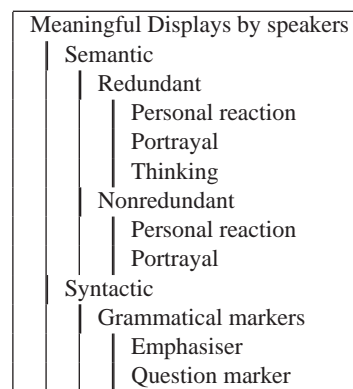 Meaningful Displays by speakers
Semantic
Redundant
Personal reaction
Portrayal
Thinking
Nonredundant
Personal reaction
Portrayal
Syntactic
Grammatical markers
Emphasiser
Question marker